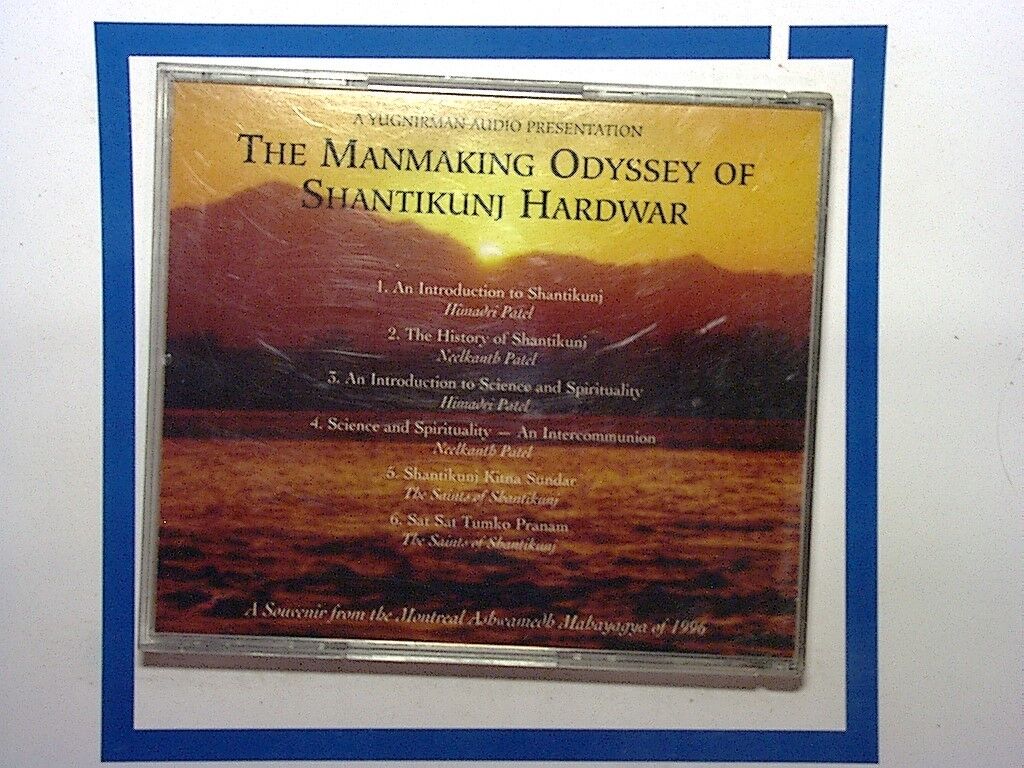 A YUGNIRMAN AUDIO PRESENTATION
THE MANMAKING ODYSSEY OF
SHANTIKUNJ HARDWAR
1. An Introduction to Shantikunj
Himadri Patel
2. The History of Shantikunj
Neelkanth Patel
3. An Introduction to Science and Spirituality
Himadri Patel
4. Science and Spirituality — An Intercommunion
Neelkanth Patel
5. Shantikunj Kitna Sundar
The Saints of Shantikunj
6. Sat Sat Tumko Pranam
The Saints of Shantikunj
A Souvenir from the Montreal Ashwamedh Mahayagya of 1996